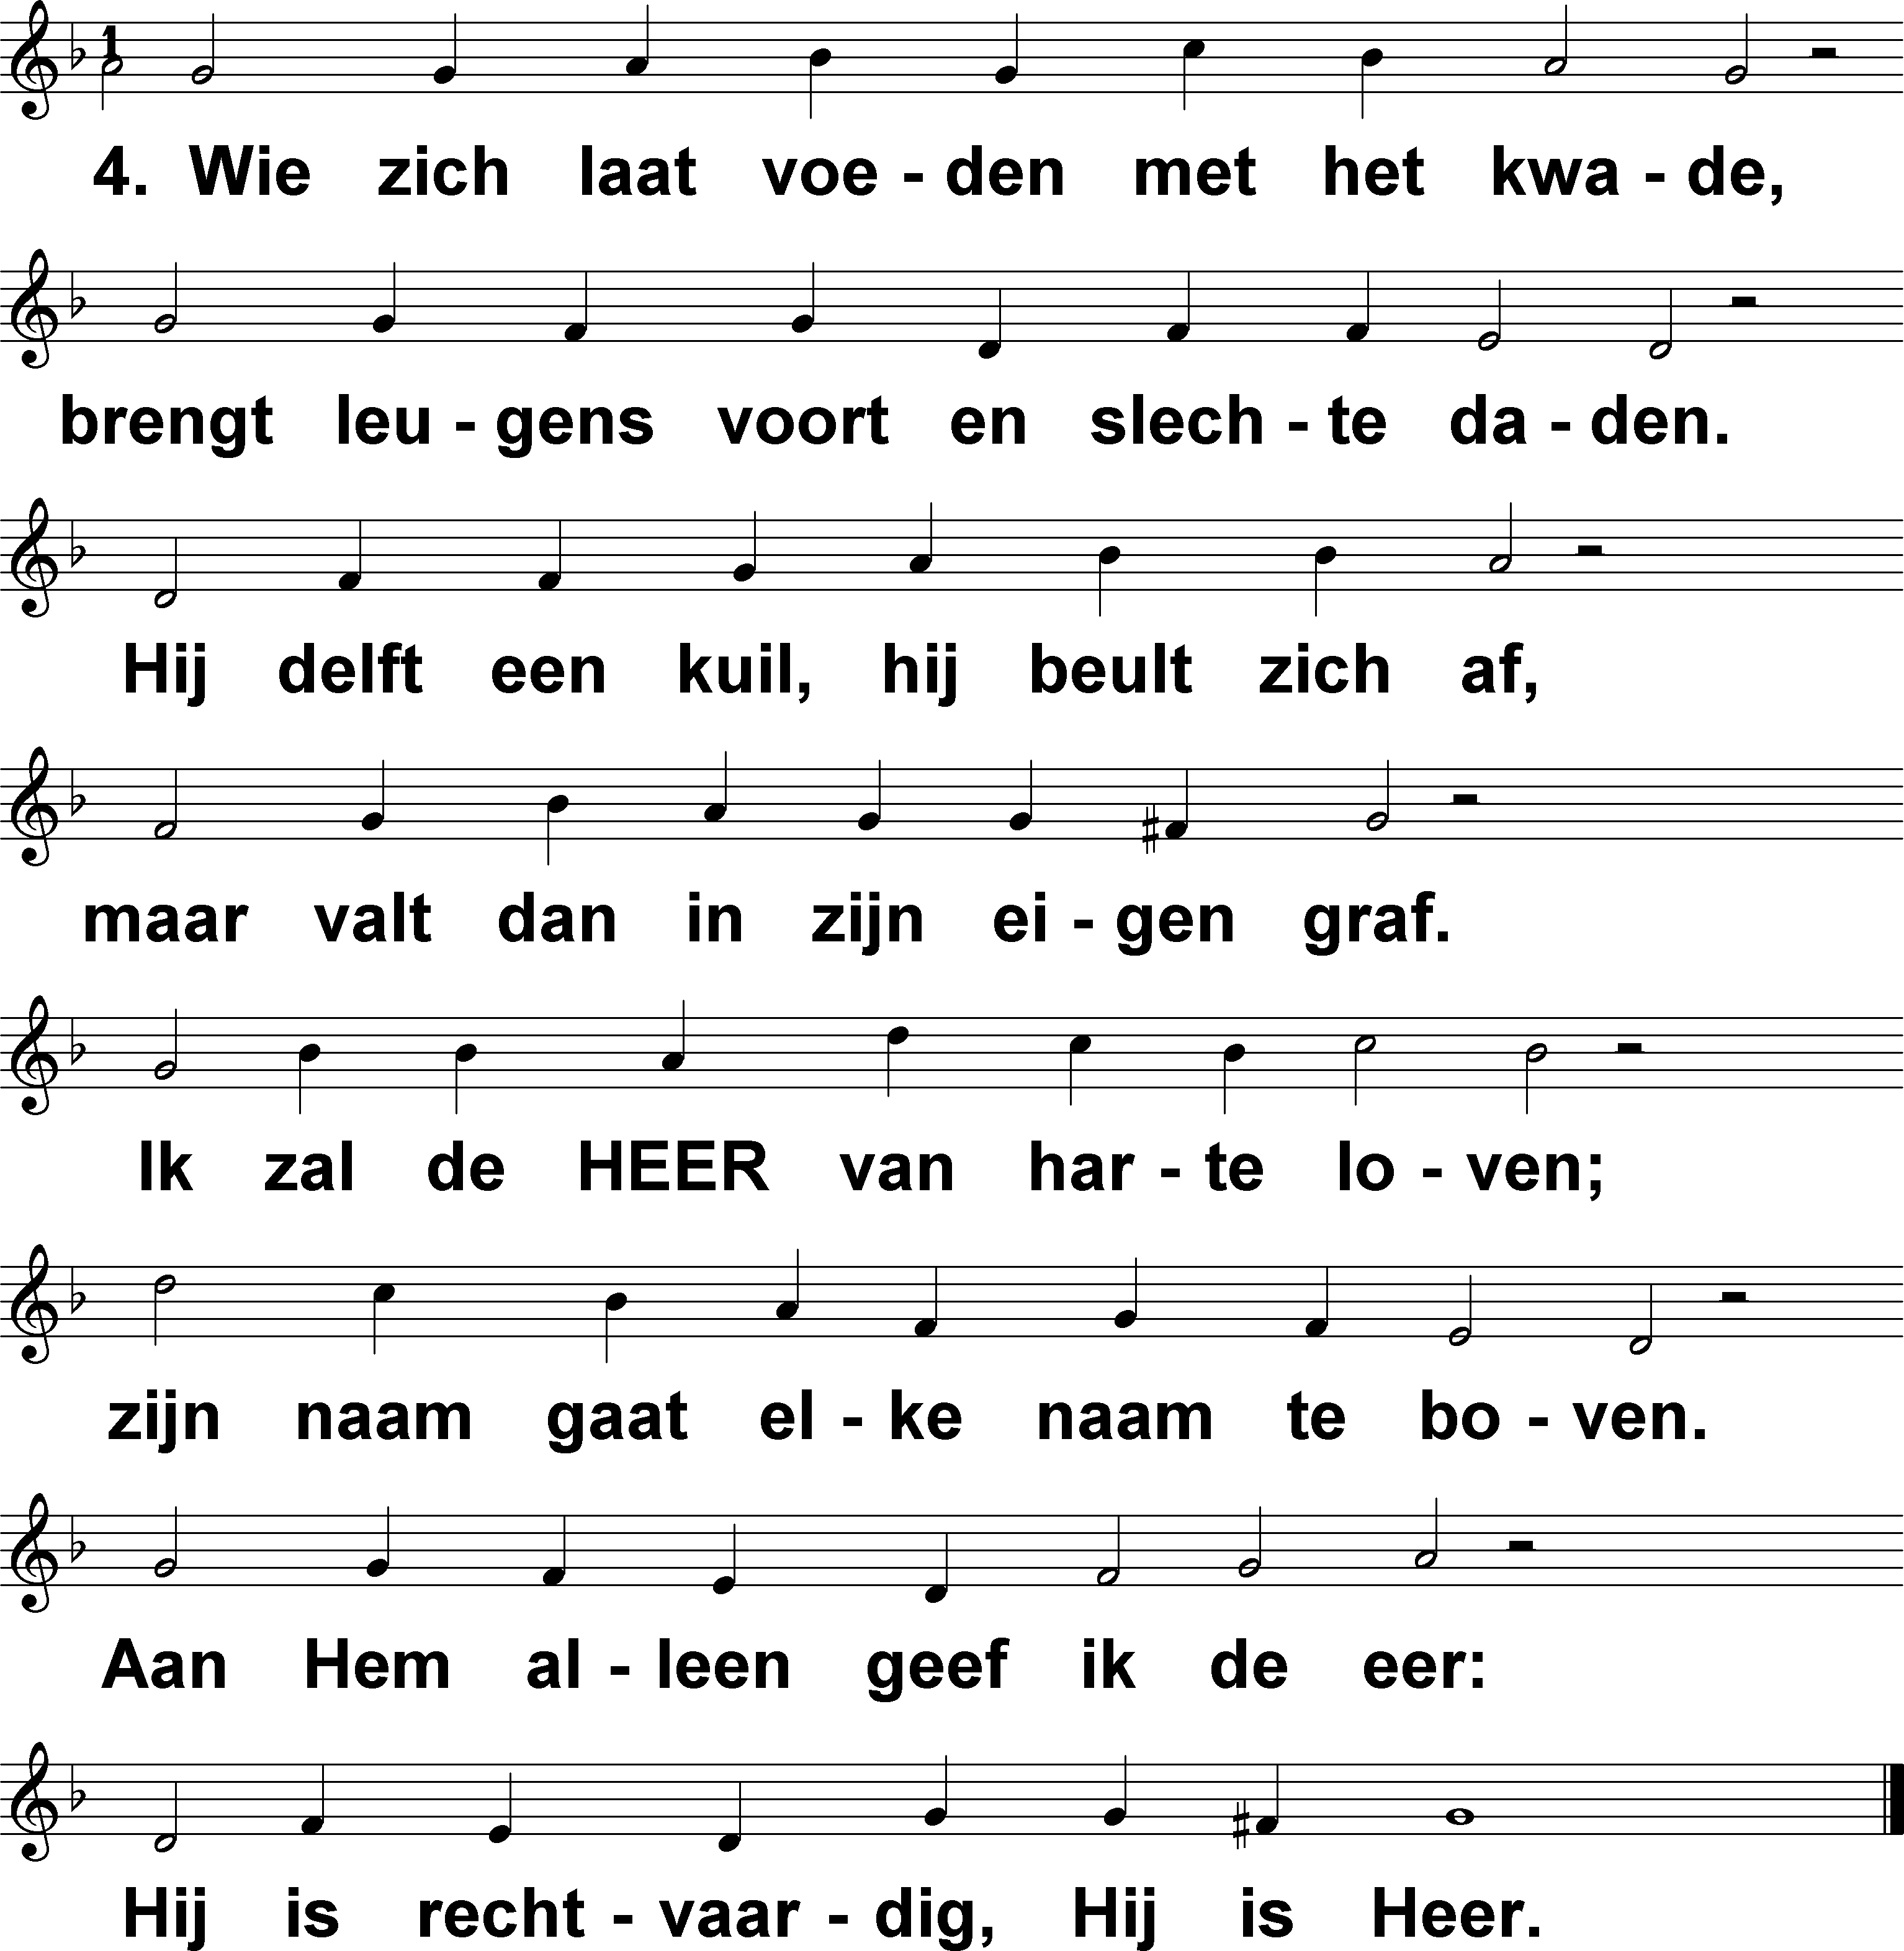 1
4. Wie zich laat voe - den met het kwa - de,
brengt leu - gens voort en slech - te da - den.
Hij delft een kuil, hij beult zich af,
maar valt dan in zijn ei - gen graf.
Ik zal de HEER van har - te lo - ven;
zijn naam gaat el - ke naam te bo - ven.
Aan Hem al - leen geef ik de eer:
Hij is recht - vaar - dig, Hij is Heer.